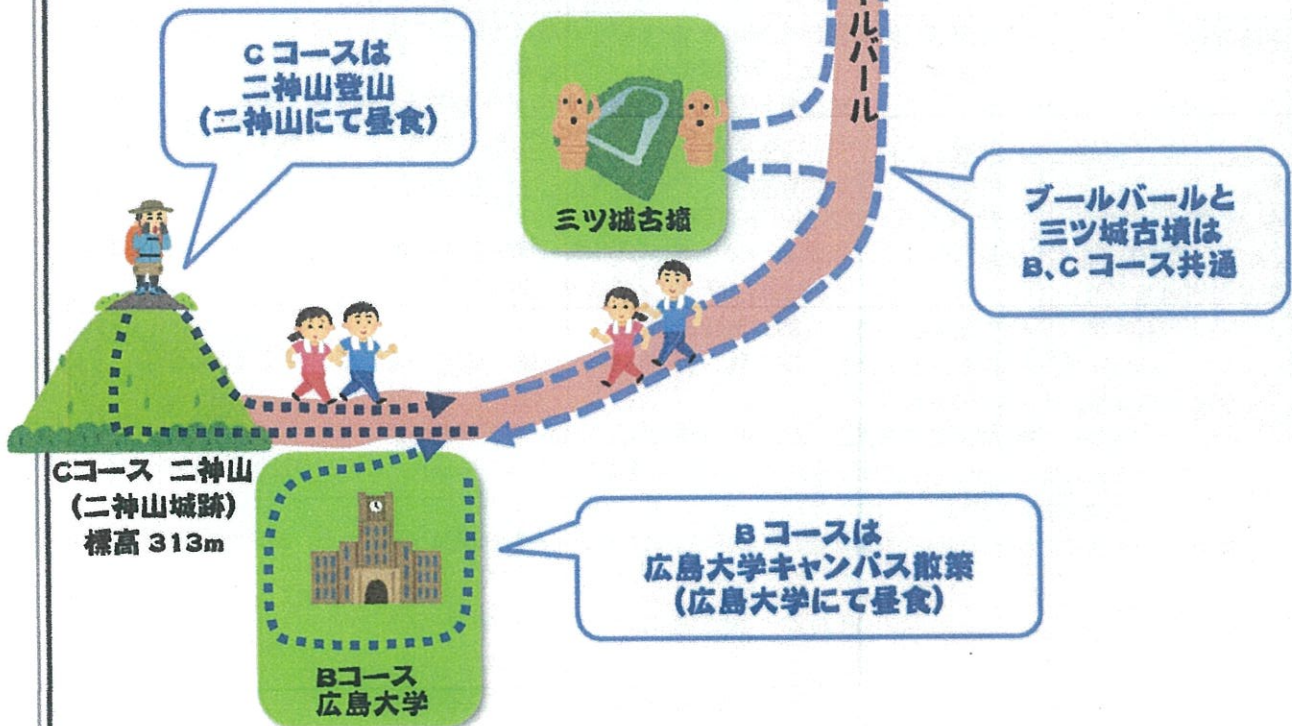 Cコースは
二神山登山
(二神山にて昼食)
ールバール
三ツ城古墳
ブールバールと
三ツ城古墳は
B、Cコース共通
Cコース 二神山
(二神山城跡)
標高 313m
Bコースは
広島大学キャンパス散策
(広島大学にて昼食)
Bコース
広島大学